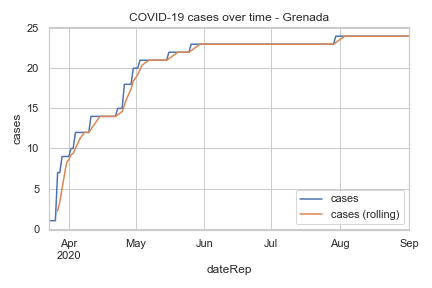 COVID-19 cases over time - Grenada
25
20
15
10
5
0
cases
Apr
2020
May
Jun
Jul
Aug
Sep
dateRep
cases
cases (rolling)